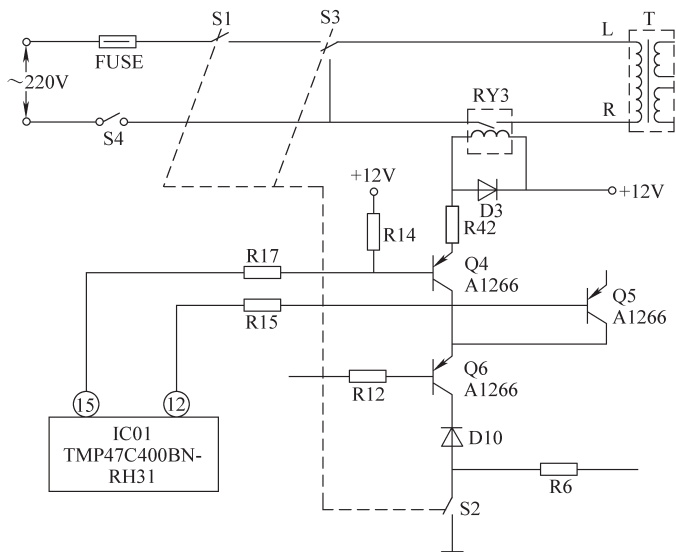 S1
S3
L
T
FUSE
~220V
RY3
R
S4
+12V
+12V
D3
R42
R14
R17
Q4
A1266
Q5
A1266
R15
Q6
A1266
R12
15
12
IC01
TMP47C400BN-
RH31
D10
R6
S2